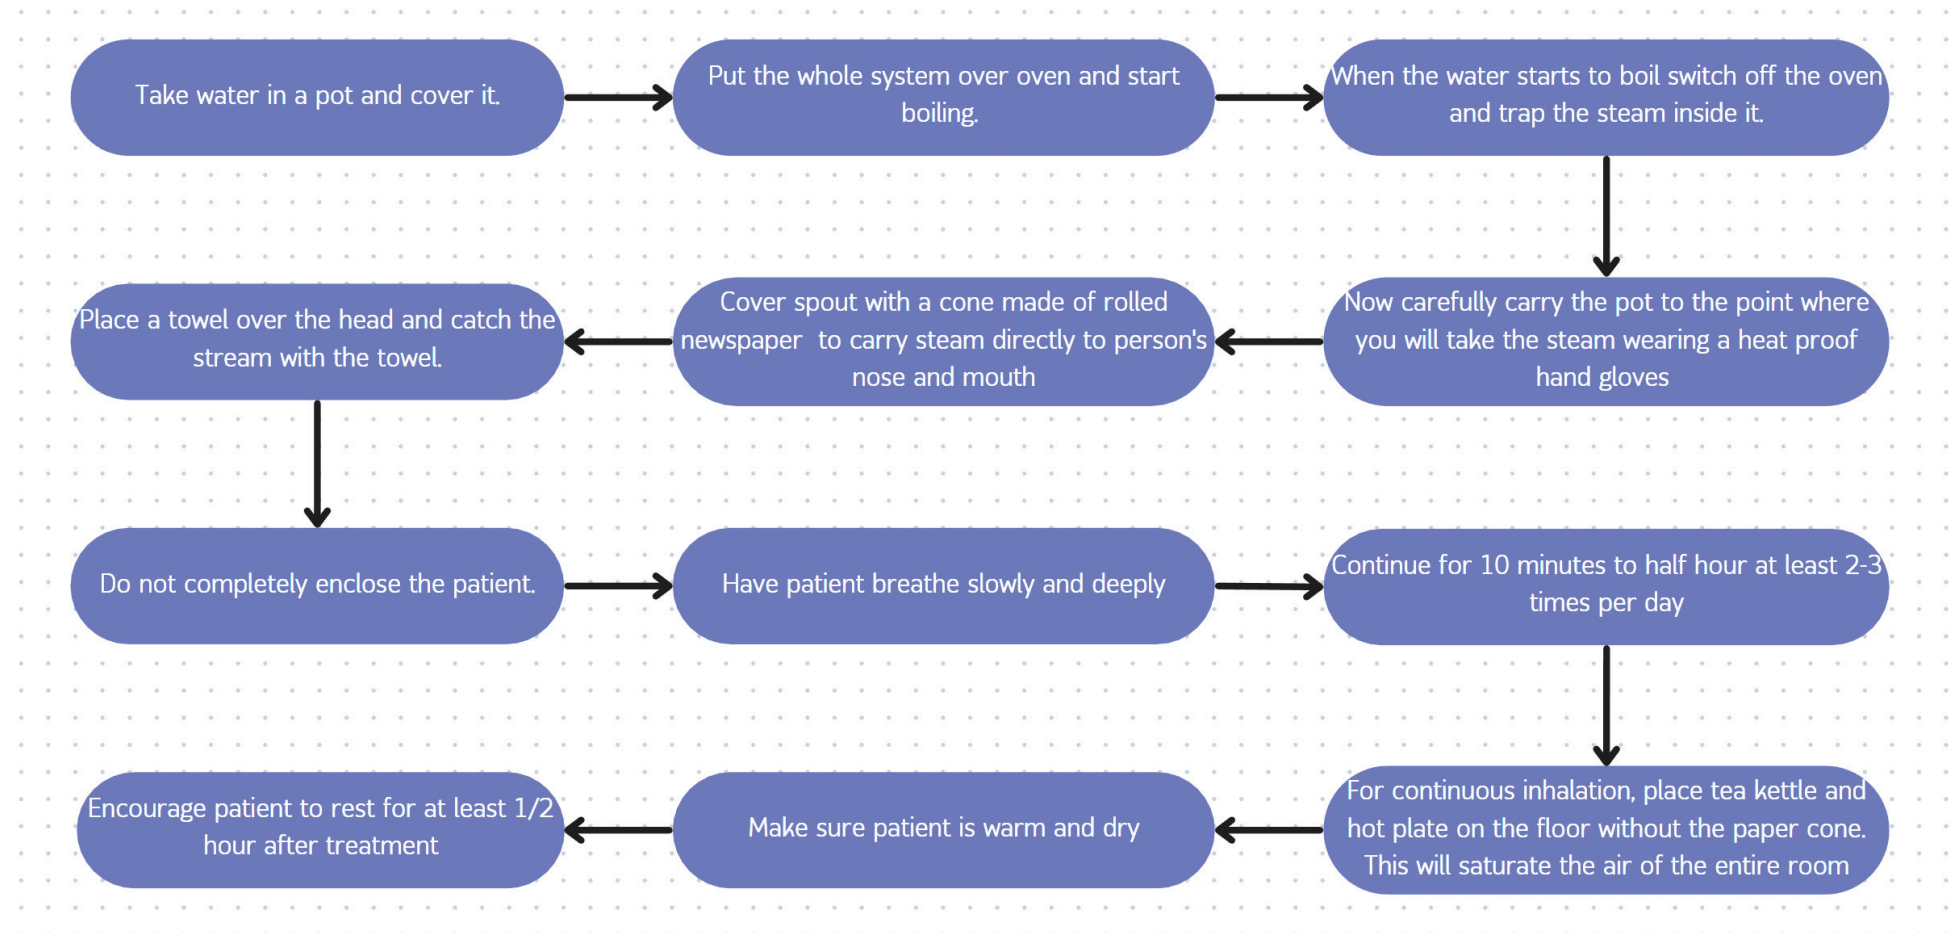 Take water in a pot and cover it.
Put the whole system over oven and start
boiling.
When the water starts to boil switch off the oven
and trap the steam inside it.
Now carefully carry the pot to the point where
you will take the steam wearing a heat proof
hand gloves
Cover spout with a cone made of rolled
newspaper  to carry steam directly to person's
nose and mouth
Place a towel over the head and catch the
stream with the towel.
Do not completely enclose the patient.
Have patient breathe slowly and deeply
Continue for 10 minutes to half hour at least 2-3
times per day
For continuous inhalation, place tea kettle and
hot plate on the floor without the paper cone.
This will saturate the air of the entire room
Make sure patient is warm and dry
Encourage patient to rest for at least 1/2
hour after treatment